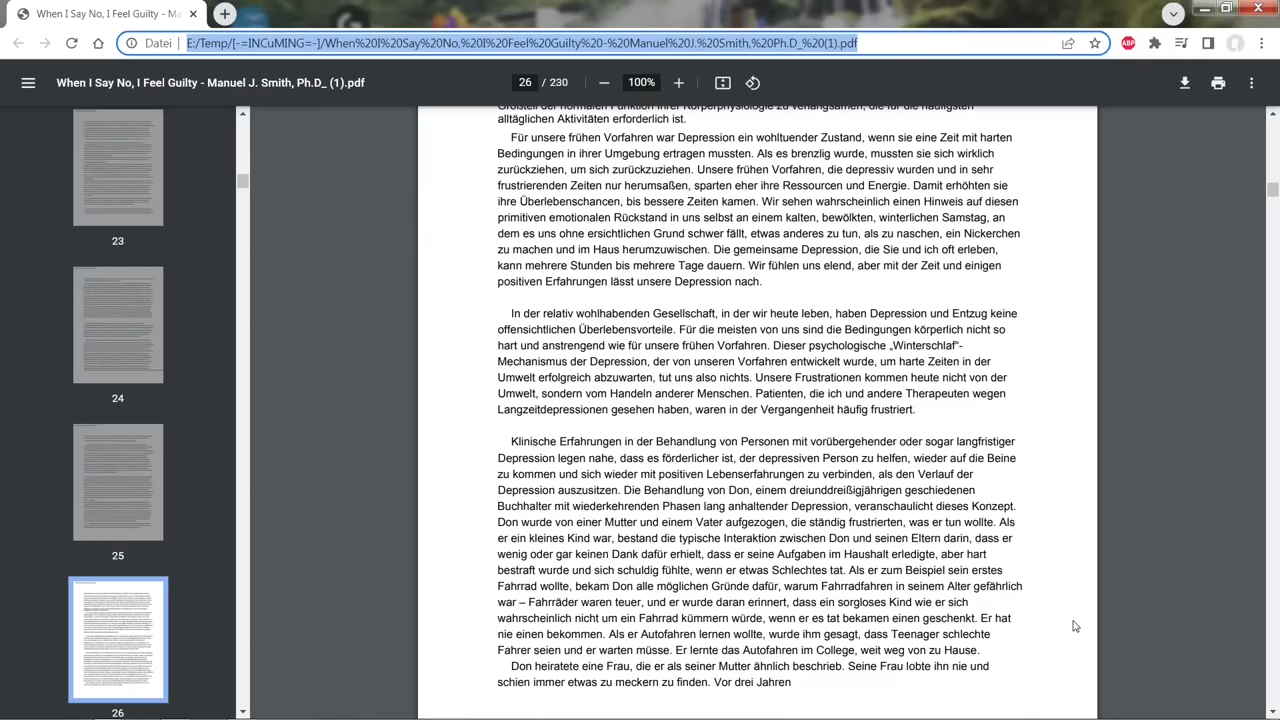 When I Say No, I Feel Guilty - Ma
Datei
E:/Temp/[-=INCuMING=-]/When%20I%20Say%20No,%20I%20Feel%20Guilty%20-%20Manuel%20J.%20Smith,%20Ph.D_%20(1).pdf
ABP
When I Say No, I Feel Guilty - Manuel J. Smith, Ph.D_ (1).pdf
26 / 230
100%
23
24
25
26
Großteil der normalen Funktion ihrer Körperphysiologie zu verlangsamen, die für die häufigsten
alltäglichen Aktivitäten erforderlich ist.
Für unsere frühen Vorfahren war Depression ein wohltuender Zustand, wenn sie eine Zeit mit harten
Bedingungen in ihrer Umgebung ertragen mussten. Als es brenzlig wurde, mussten sie sich wirklich
zurückziehen, um sich zurückzuziehen. Unsere frühen Vorfahren, die depressiv wurden und in sehr
frustrierenden Zeiten nur herumsaßen, sparten eher ihre Ressourcen und Energie. Damit erhöhten sie
ihre Überlebenschancen, bis bessere Zeiten kamen. Wir sehen wahrscheinlich einen Hinweis auf diesen
primitiven emotionalen Rückstand in uns selbst an einem kalten, bewölkten, winterlichen Samstag, an
dem es uns ohne ersichtlichen Grund schwer fällt, etwas anderes zu tun, als zu naschen, ein Nickerchen
zu machen und im Haus herumzuwischen. Die gemeinsame Depression, die Sie und ich oft erleben,
kann mehrere Stunden bis mehrere Tage dauern. Wir fühlen uns elend, aber mit der Zeit und einigen
positiven Erfahrungen lässt unsere Depression nach.
In der relativ wohlhabenden Gesellschaft, in der wir heute leben, haben Depression und Entzug keine
offensichtlichen Überlebensvorteile. Für die meisten von uns sind die Bedingungen körperlich nicht so
hart und anstrengend wie für unsere frühen Vorfahren. Dieser psychologische „Winterschlaf“-
Mechanismus der Depression, der von unseren Vorfahren entwickelt wurde, um harte Zeiten in der
Umwelt erfolgreich abzuwarten, tut uns also nichts. Unsere Frustrationen kommen heute nicht von der
Umwelt, sondern vom Handeln anderer Menschen. Patienten, die ich und andere Therapeuten wegen
Langzeitdepressionen gesehen haben, waren in der Vergangenheit häufig frustriert.
Klinische Erfahrungen in der Behandlung von Personen mit vorübergehender oder sogar langfristiger
Depression legen nahe, dass es förderlicher ist, der depressiven Person zu helfen, wieder auf die Beine
zu kommen und sich wieder mit positiven Lebenserfahrungen zu verbinden, als den Verlauf der
Depression auszusitzen. Die Behandlung von Don, einem dreiunddreißigjährigen geschiedenen
Buchhalter mit wiederkehrenden Phasen lang anhaltender Depression, veranschaulicht dieses Konzept.
Don wurde von einer Mutter und einem Vater aufgezogen, die ständig frustrierten, was er tun wollte. Als
er ein kleines Kind war, bestand die typische Interaktion zwischen Don und seinen Eltern darin, dass er
wenig oder gar keinen Dank dafür erhielt, dass er seine Aufgaben im Haushalt erledigte, aber hart
bestraft wurde und sich schuldig fühlte, wenn er etwas Schlechtes tat. Als er zum Beispiel sein erstes
Fahrrad wollte, bekam Don alle möglichen Gründe dafür, warum Fahrradfahren in seinem Alter gefährlich
war – Fahrräder waren teuer, und er wurde daran erinnert, dass ein sorgloses Kind wie er sich
wahrscheinlich nicht um ein Fahrrad kümmern würde, wenn er es tat bekamen einen geschenkt. Er hat
nie einen bekommen. Als er Autofahren lernen wollte, wurde ihm gesagt, dass Teenager schlechte
Fahrer seien und er warten müsse. Er lernte das Autofahren im College, weit weg von zu Hause.
Don heiratete eine Frau, die er als seiner Mutter ähnlich beschrieb. Seine Frau lobte ihn nie und
schien immer etwas zu meckern zu finden. Vor drei Jahren